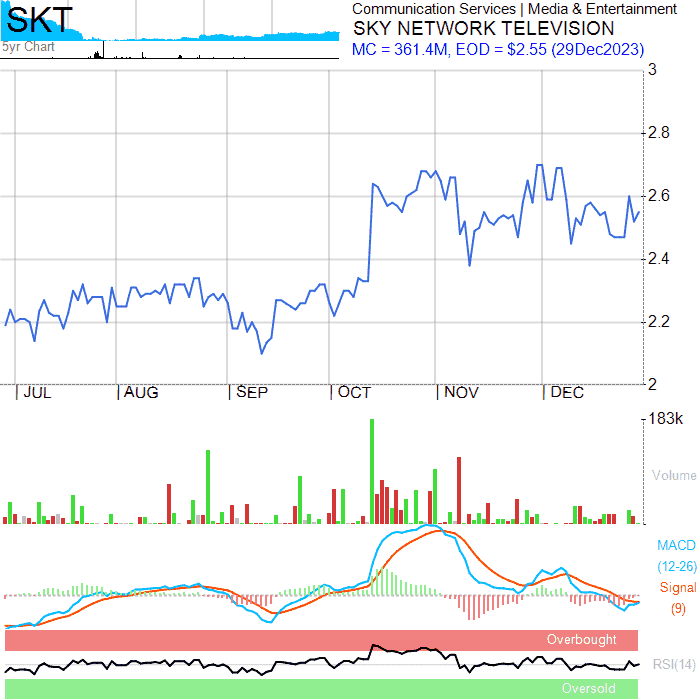 SKT
5yr Chart
Communication Services | Media & Entertainment
SKY NETWORK TELEVISION
MC = 361.4M, EOD = $2.55 (29Dec2023)
3
2.8
2.6
2.4
2.2
2
| JUL | AUG | SEP | OCT | NOV | DEC
183k
Volume
MACD
(12-26)
Signal
(9)
Overbought
RSI(14)
Oversold